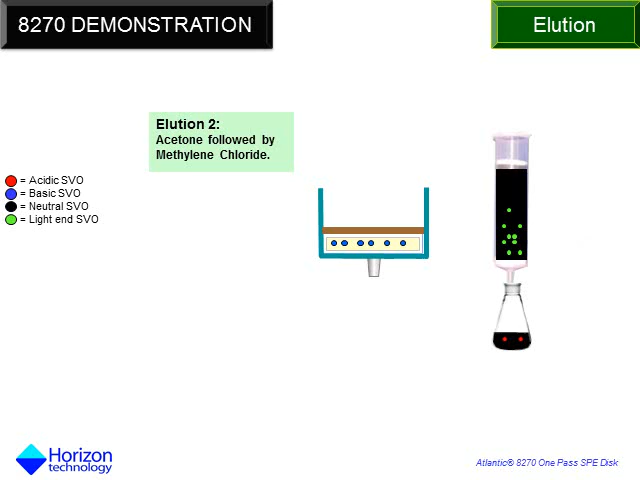 8270 DEMONSTRATION
Elution
Elution 2:
Acetone followed by
Methylene Chloride.
= Acidic SVO
= Basic SVO
= Neutral SVO
= Light end SVO
Horizon
technology
Atlantic® 8270 One Pass SPE Disk